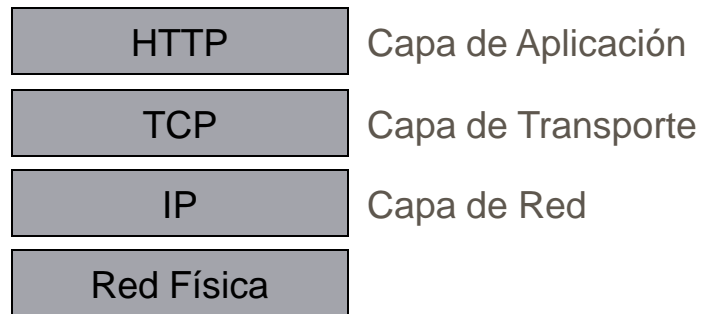 HTTP Capa de Aplicación
TCP Capa de Transporte
IP Capa de Red
Red Física